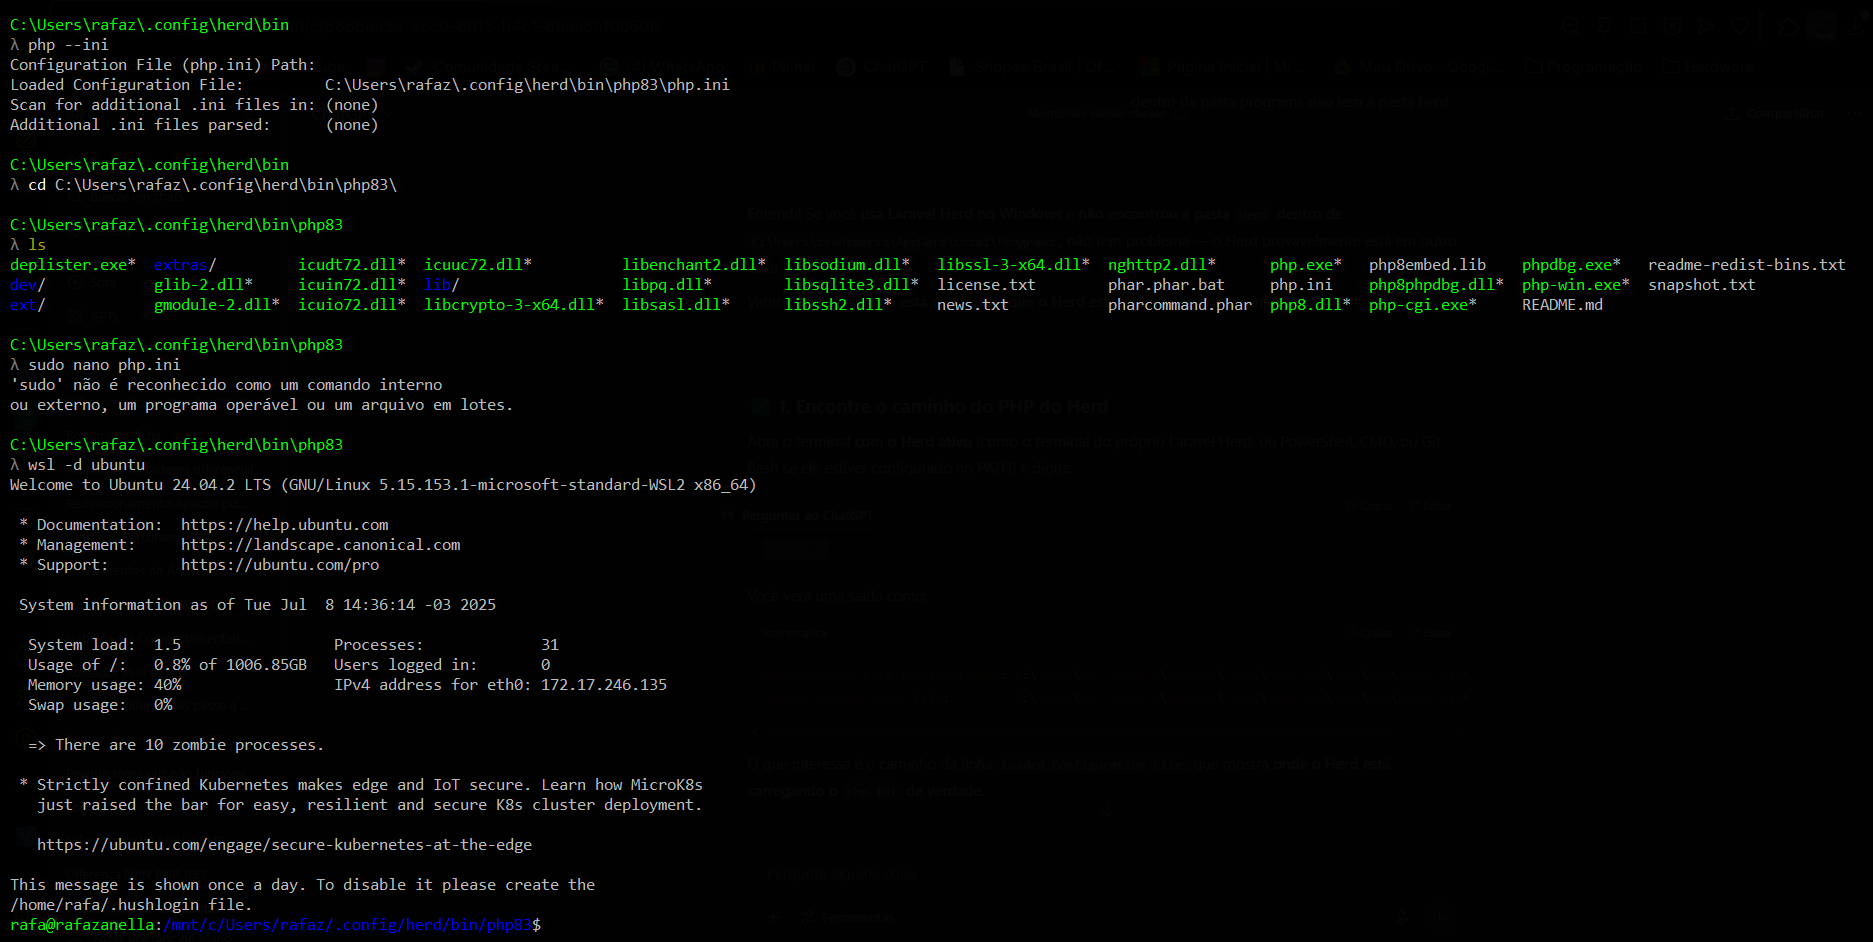 C:\Users\rafaz\.config\herd\bin
λ php --ini
Configuration File (php.ini) Path:
Loaded Configuration File:         C:\Users\rafaz\.config\herd\bin\php83\php.ini
Scan for additional .ini files in: (none)
Additional .ini files parsed:      (none)
C:\Users\rafaz\.config\herd\bin
λ cd C:\Users\rafaz\.config\herd\bin\php83\
C:\Users\rafaz\.config\herd\bin\php83
λ ls
deplister.exe*  extras/         icudt72.dll*  icuuc72.dll*          libenchant2.dll*  libsodium.dll*   libssl-3-x64.dll*  nghttp2.dll*      php.exe*   php8embed.lib    phpdbg.exe*   readme-redist-bins.txt
dev/            glib-2.dll*     icuin72.dll*  lib/                  libpq.dll*        libsqlite3.dll*  license.txt        phar.phar.bat     php.ini    php8phpdbg.dll*  php-win.exe*  snapshot.txt
ext/            gmodule-2.dll*  icuio72.dll*  libcrypto-3-x64.dll*  libsasl.dll*      libssh2.dll*     news.txt           pharcommand.phar  php8.dll*  php-cgi.exe*     README.md
C:\Users\rafaz\.config\herd\bin\php83
λ sudo nano php.ini
'sudo' não é reconhecido como um comando interno
ou externo, um programa operável ou um arquivo em lotes.
C:\Users\rafaz\.config\herd\bin\php83
λ wsl -d ubuntu
Welcome to Ubuntu 24.04.2 LTS (GNU/Linux 5.15.153.1-microsoft-standard-WSL2 x86_64)
* Documentation:  https://help.ubuntu.com
* Management:     https://landscape.canonical.com
* Support:        https://ubuntu.com/pro
System information as of Tue Jul  8 14:36:14 -03 2025
System load:  1.5                 Processes:             31
Usage of /:   0.8% of 1006.85GB   Users logged in:       0
Memory usage: 40%                 IPv4 address for eth0: 172.17.246.135
Swap usage:   0%
=> There are 10 zombie processes.
* Strictly confined Kubernetes makes edge and IoT secure. Learn how MicroK8s
just raised the bar for easy, resilient and secure K8s cluster deployment.
https://ubuntu.com/engage/secure-kubernetes-at-the-edge
This message is shown once a day. To disable it please create the
/home/rafa/.hushlogin file.
rafa@rafazanella:/mnt/c/Users/rafaz/.config/herd/bin/php83$